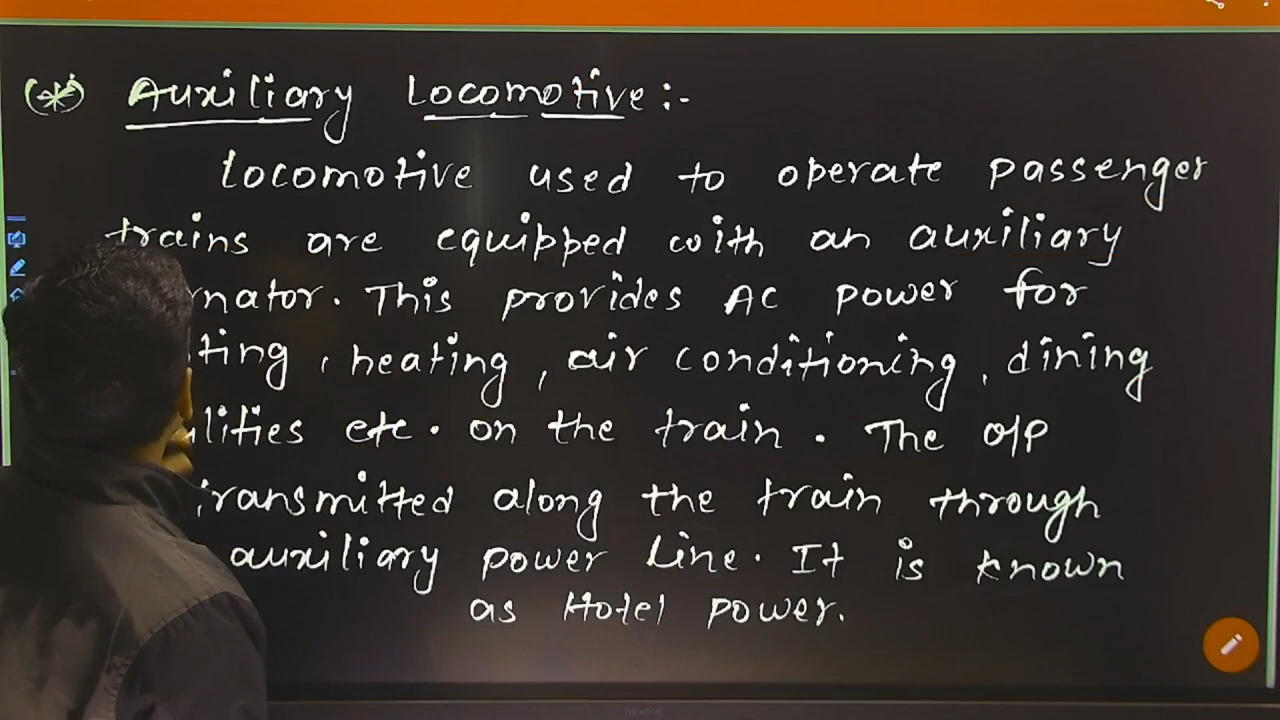 (*) Auxiliary Locomotive:-
Locomotive used to operate passenger
trains are equipped with an auxiliary
rnator. This provides AC power for
ting, heating, air conditioning, dining
lities etc. on the train. The O/P
transmitted along the train through
auxiliary power line. It is known
as Hotel power.
newline